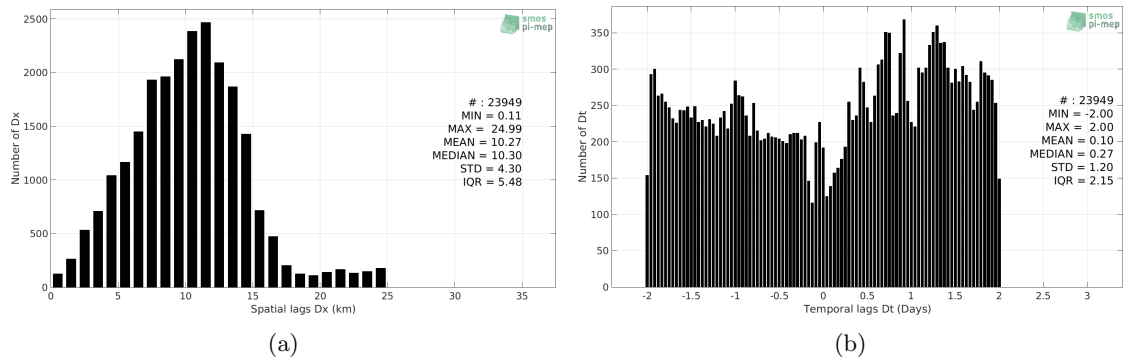 2500
2000
1500
1000
500
0
Number of Dx
0 5 10 15 20 25 30 35
Spatial lags Dx (km)
smos
pi-mep
# : 23949
MIN = 0.11
MAX = 24.99
MEAN = 10.27
MEDIAN = 10.30
STD = 4.30
IQR = 5.48
(a)
350
300
250
200
150
100
50
0
Number of Dt
-2 -1.5 -1 -0.5 0 0.5 1 1.5 2 2.5 3
Temporal lags Dt (Days)
smos
pi-mep
# : 23949
MIN = -2.00
MAX = 2.00
MEAN = 0.10
MEDIAN = 0.27
STD = 1.20
IQR = 2.15
(b)